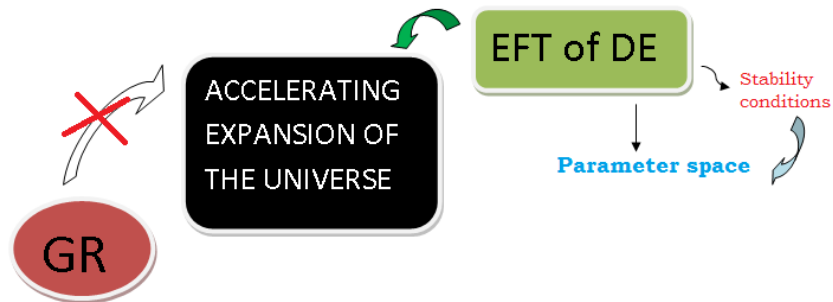 EFT of DE
ACCELERATING
EXPANSION OF
THE UNIVERSE
Stability
conditions
Parameter space
GR